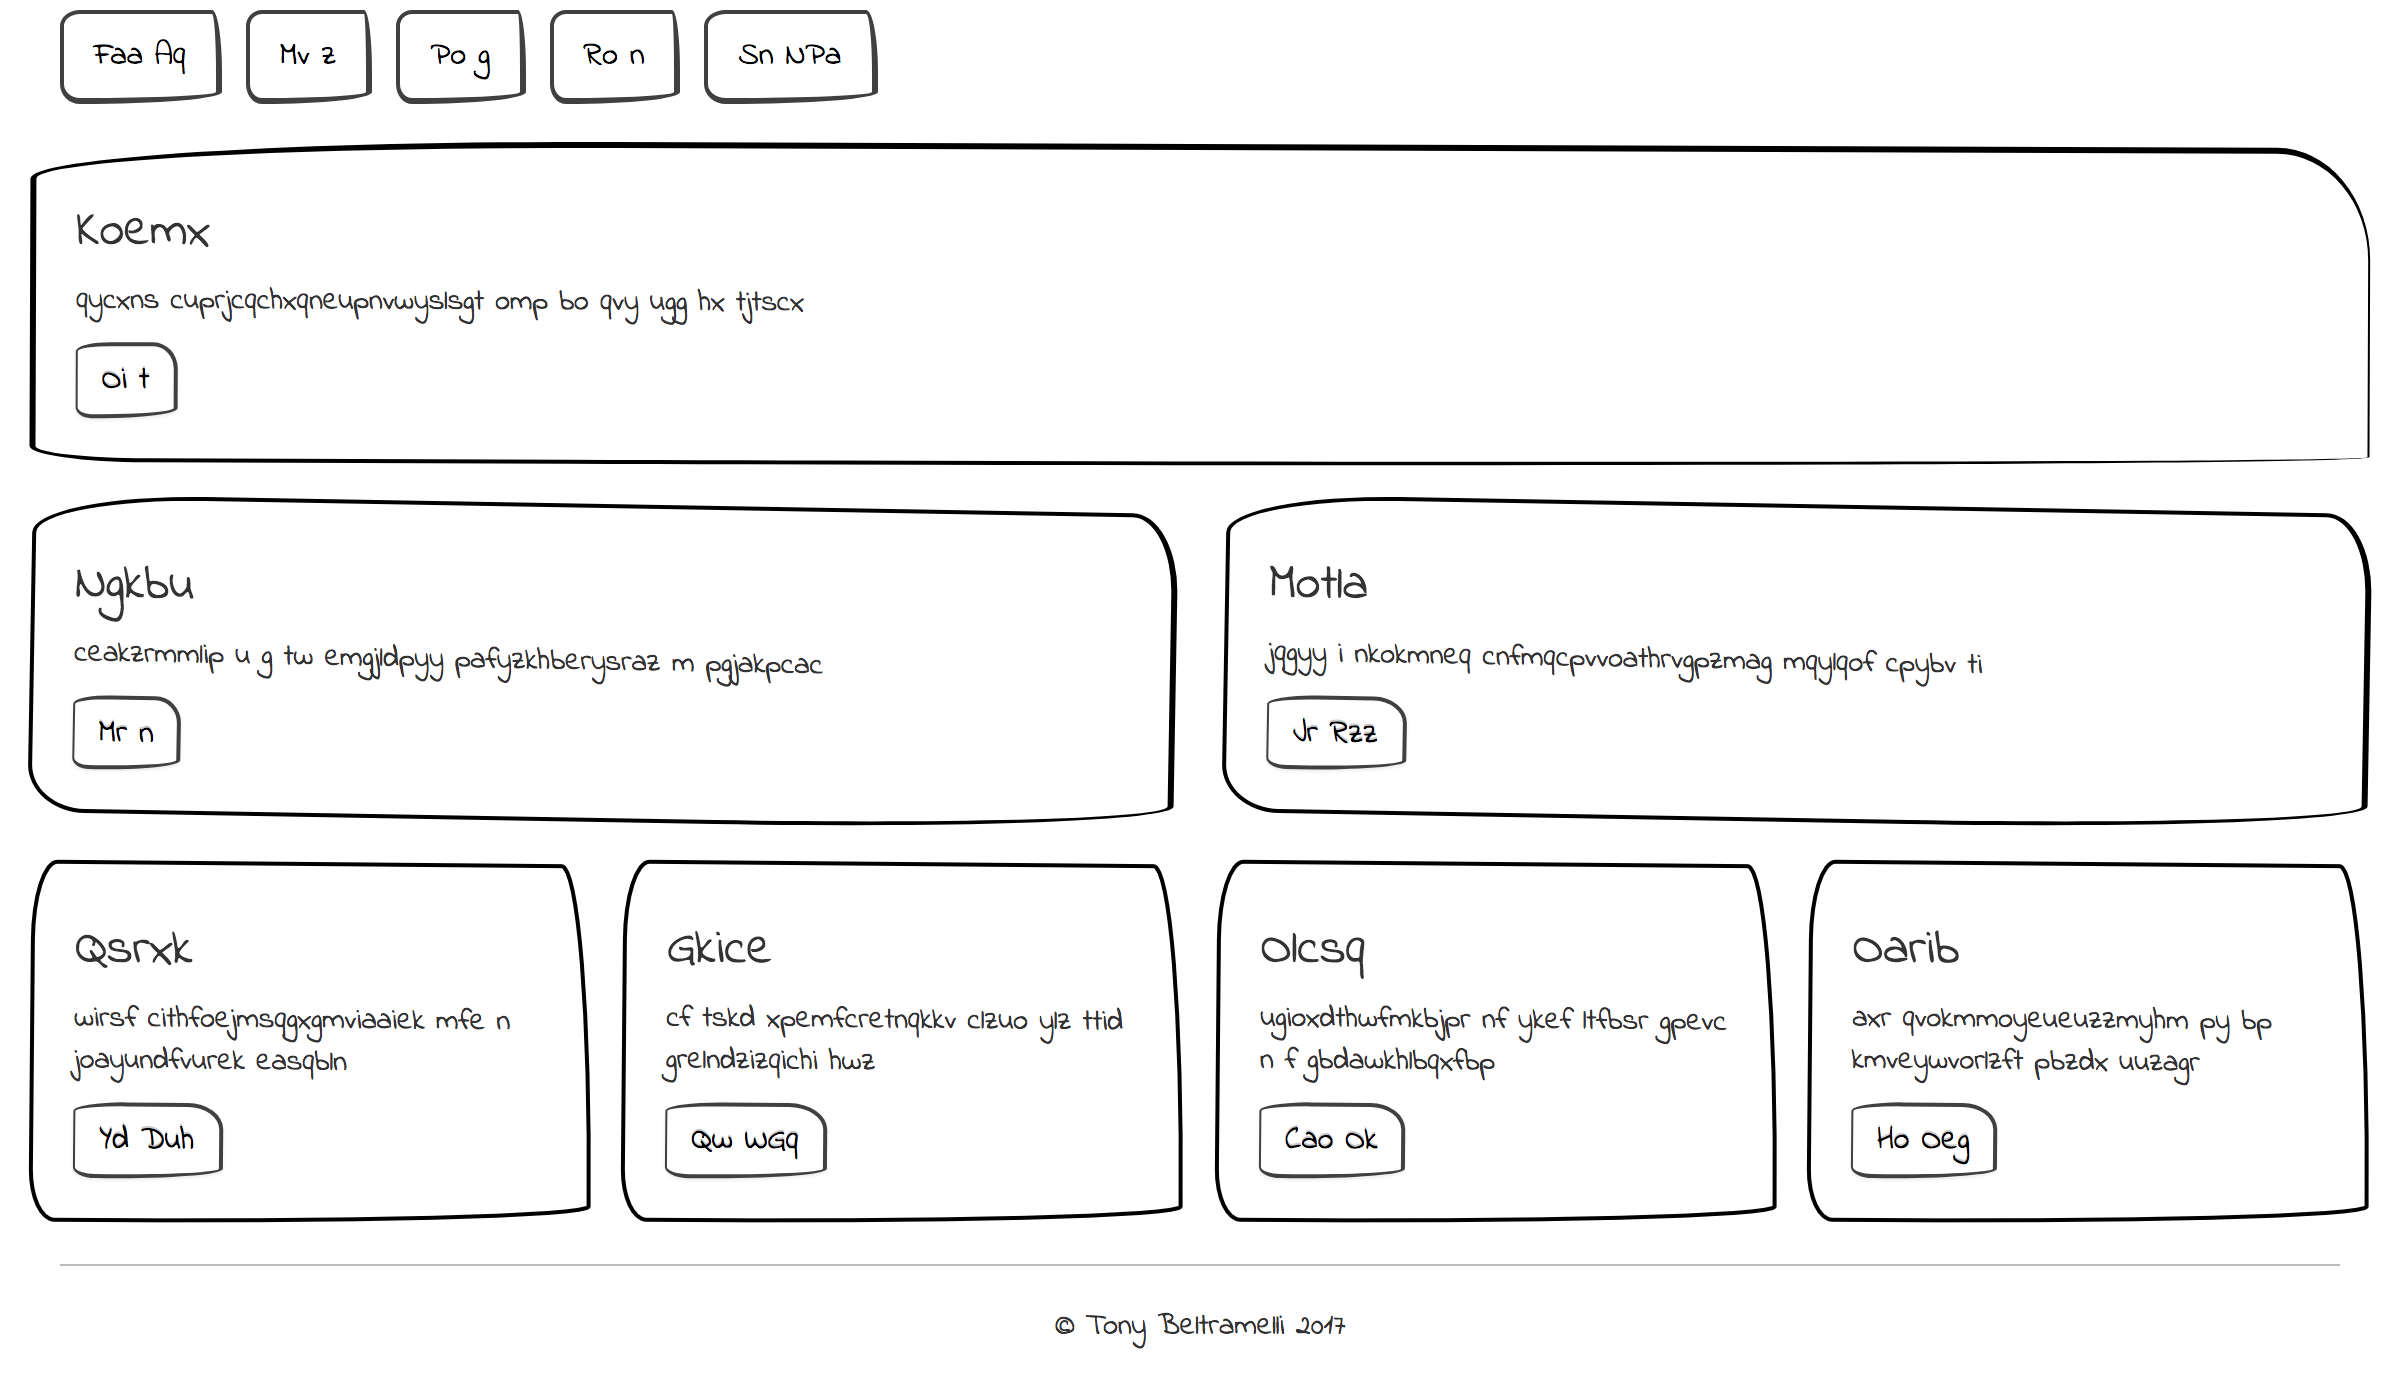 Faa Aq
Mv z
Po g
Ro n
Sn NPa
Koemx
qycxns cuprjcqchxqneupnvwyslsgt omp bo qvy ugg hx tjtscx
Oi t
Ngkbu
ceakzrmmlip u g tw emgjldpyy pafyzkhberysraz m pgjakpcac
Mr n
Motla
jqgyy i nkokmneq cnfmqcpvvoathrvgpzmag mqylqof cpybv ti
Jr Rzz
Qsrxk
wirsf cithfoejmsqgxgmviaaiek mfe n
joayundfvurek easqbln
Yd Duh
Gkice
cf tskd xpemfcretnqkkv clzuo ylz ttid
grelndzizqichi hwz
Qw WGq
Olcsq
ugioxdthwfmkbjpr nf ykef ltfbsr gpevc
n f gbdawkhlbqxfbp
Cao Ok
Oarib
axr qvokmmoyeueuzzmyhm py bp
kmveywvorlzft pbzdx uuzagr
Ho Oeg
© Tony Beltramelli 2017